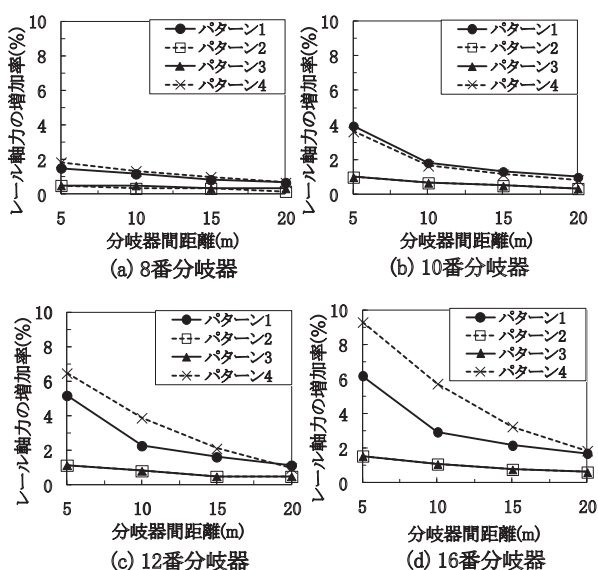 レール軸力の増加率(%)
10
8
6
4
2
0
パターン1
パターン2
パターン3
パターン4
5 10 15 20
分岐器間距離(m)
(a) 8番分岐器
レール軸力の増加率(%)
10
8
6
4
2
0
パターン1
パターン2
パターン3
パターン4
5 10 15 20
分岐器間距離(m)
(b) 10番分岐器
レール軸力の増加率(%)
10
8
6
4
2
0
パターン1
パターン2
パターン3
パターン4
5 10 15 20
分岐器間距離(m)
(c) 12番分岐器
レール軸力の増加率(%)
10
8
6
4
2
0
パターン1
パターン2
パターン3
パターン4
5 10 15 20
分岐器間距離(m)
(d) 16番分岐器